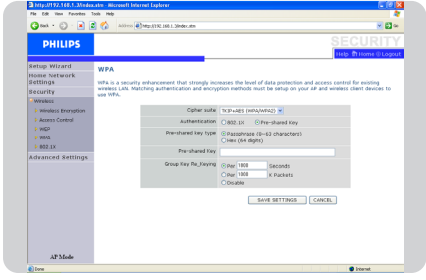 http://192.168.1.3/index.stm - Microsoft Internet Explorer
File Edit View Favorites Tools Help
Back
Address http://192.168.1.3/index.stm
Go
PHILIPS
SECURITY
Help Home Logout
Setup Wizard
Home Network Settings
Security
Wireless
Wireless Encryption
Access Control
WEP
WPA
802.1X
Advanced Settings
AP Mode
WPA
WPA is a security enhancement that strongly increases the level of data protection and access control for existing
wireless LAN. Matching authentication and encryption methods must be setup on your AP and wireless client devices to
use WPA.
Cipher suite TKIP+AES (WPA/WPA2)
Authentication 802.1X Pre-shared Key
Pre-shared key type Passphrase (8~63 characters)
Hex (64 digits)
Pre-shared Key
Group Key Re_Keying Per 1800 Seconds
Per 1000 K Packets
Disable
SAVE SETTINGS CANCEL
Done
Internet